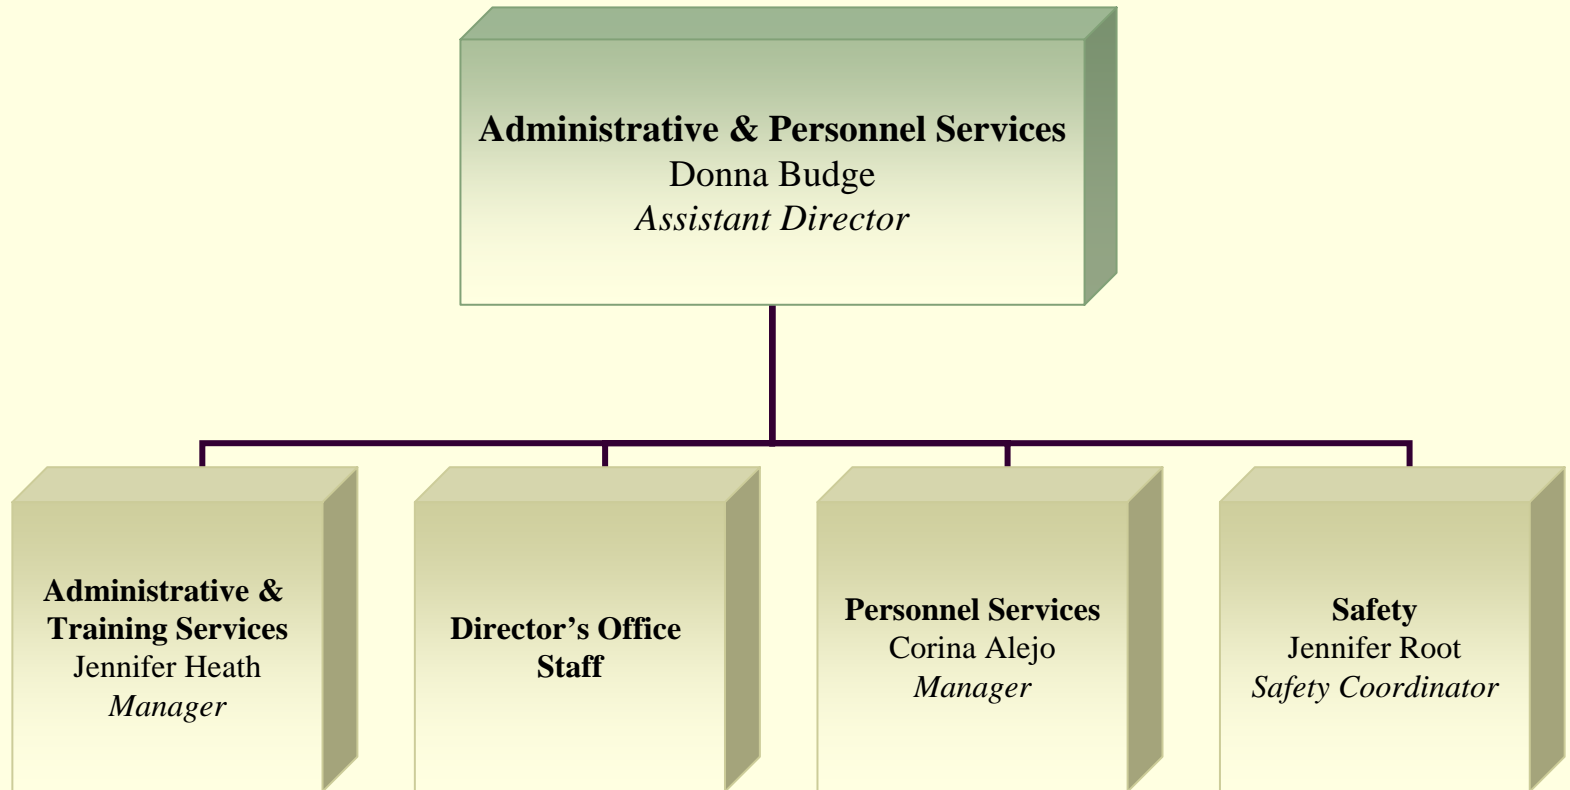 Administrative & Personnel Services
Donna Budge
Assistant Director
Administrative &
Training Services
Jennifer Heath
Manager
Director’s Office
Staff
Personnel Services
Corina Alejo
Manager
Safety
Jennifer Root
Safety Coordinator